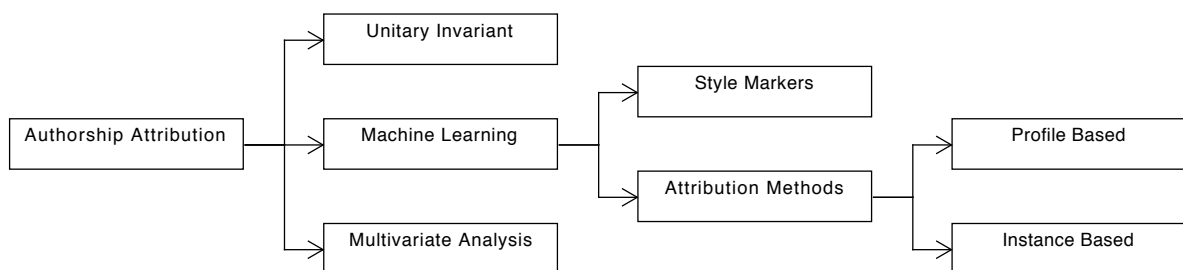 Unitary Invariant
Style Markers
Authorship Attribution
Machine Learning
Profile Based
Attribution Methods
Multivariate Analysis
Instance Based